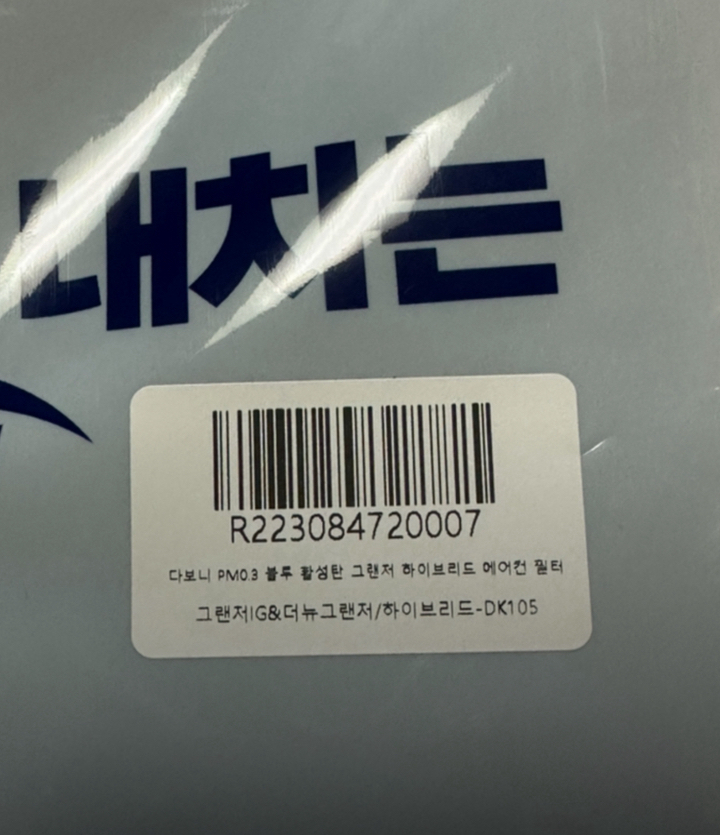 내치는
R223084720007
다보니 PM0.3 블루 활성탄 그랜저 하이브리드 에어컨 필터
그랜저IG&더뉴그랜저/하이브리드-DK105